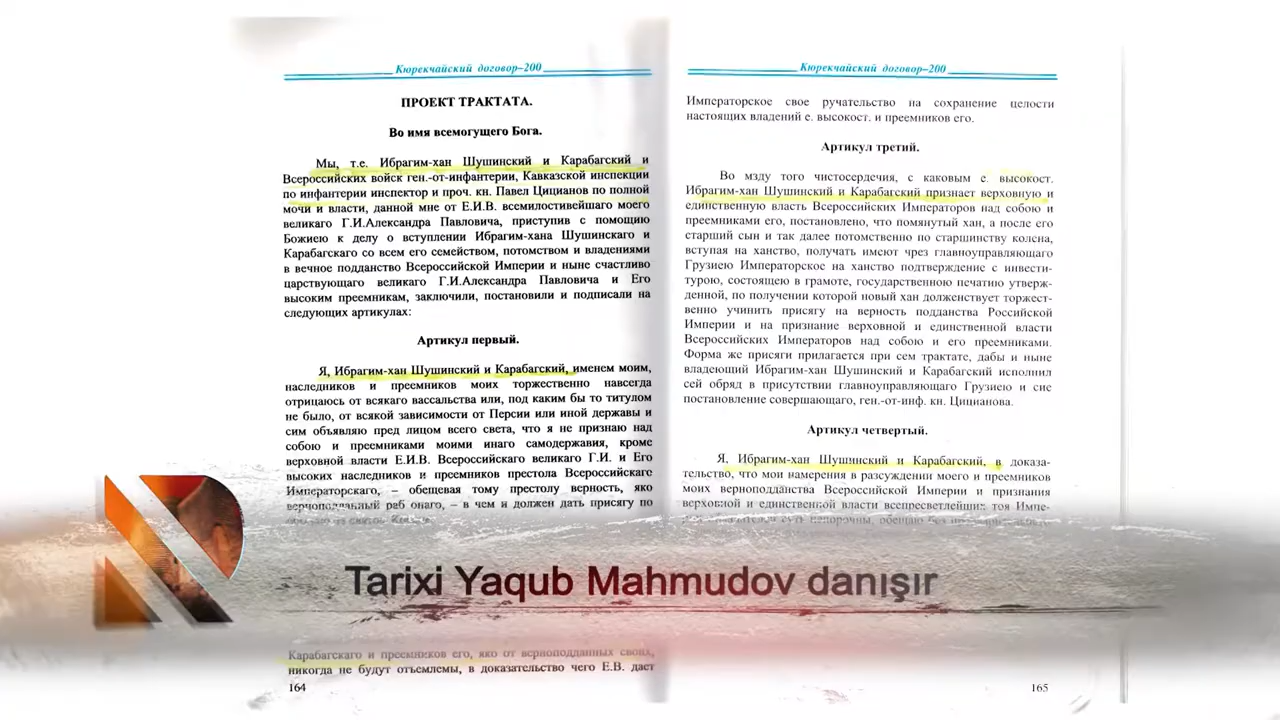 Кюрекчайский договор–200
ПРОЕКТ ТРАКТАТА.
Во имя всемогущего Бога.
Мы, т.е. Ибрагим-хан Шушинский и Карабагский и
Всероссийских войск ген.-от-инфантерии, Кавказской инспекции
по инфантерии инспектор и проч. кн. Павел Цицианов по полной
мочи и власти, данной мне от Е.И.В. всемилостивейшего моего
великаго Г.И.Александра Павловича, приступив с помощию
Божиею к делу о вступлении Ибрагим-хана Шушинскаго и
Карабагскаго со всем его семейством, потомством и владениями
в вечное подданство Всероссийской Империи и ныне счастливо
царствующего великаго Г.И.Александра Павловича и Его
высоким преемникам, заключили, постановили и подписали на
следующих артикулах:
Артикул первый.
Я, Ибрагим-хан Шушинский и Карабагский, именем моим,
наследников и преемников моих торжественно навсегда
отрицаюсь от всякаго вассальства или, под каким бы то титулом
не было, от всякой зависимости от Персии или иной державы и
сим объявляю пред лицом всего света, что я не признаю над
собою и преемниками моими инаго самодержавия, кроме
верховной власти Е.И.В. Всероссийскаго великаго Г.И. и Его
высоких наследников и преемников престола Всероссийскаго
Императорскаго, – обещевая тому престолу верность, яко
верноподданный раб онаго, – в чем и должен дать присягу по
Карабагскаго и преемников его, яко от верноподданных своих,
никогда не будут отъемлемы, в доказательство чего Е.В. дает
164
Кюрекчайский договор–200
Императорское свое ручательство на сохранение целости
настоящих владений е. высокост. и преемников его.
Артикул третий.
Во мзду того чистосердечия, с каковым е. высокост.
Ибрагим-хан Шушинский и Карабагский признает верховную и
единственную власть Всероссийских Императоров над собою и
преемниками его, постановлено, что помянутый хан, а после его
старший сын и так далее потомственно по старшинству колена,
вступая на ханство, получать имеют чрез главноуправляющего
Грузиею Императорское на ханство подтверждение с инвести-
турою, состоящею в грамоте, государственною печатию утверж-
денной, по получении которой новый хан долженствует торжест-
венно учинить присягу на верность подданства Российской
Империи и на признание верховной и единственной власти
Всероссийских Императоров над собою и его преемниками.
Форма же присяги прилагается при сем трактате, дабы и ныне
владеющий Ибрагим-хан Шушинский и Карабагский исполнил
сей обряд в присутствии главноуправляющаго Грузиею и сие
постановление совершающаго, ген.-от-инф. кн. Цицианова.
Артикул четвертый.
Я, Ибрагим-хан Шушинский и Карабагский, в доказа-
тельство, что мои намерения в разсуждении моего и преемников
моих верноподданства Всероссийской Империи и признания
верховной и единственной власти всепресветлейших тоя Импе-
165
Tarixi Yaqub Mahmudov danışır